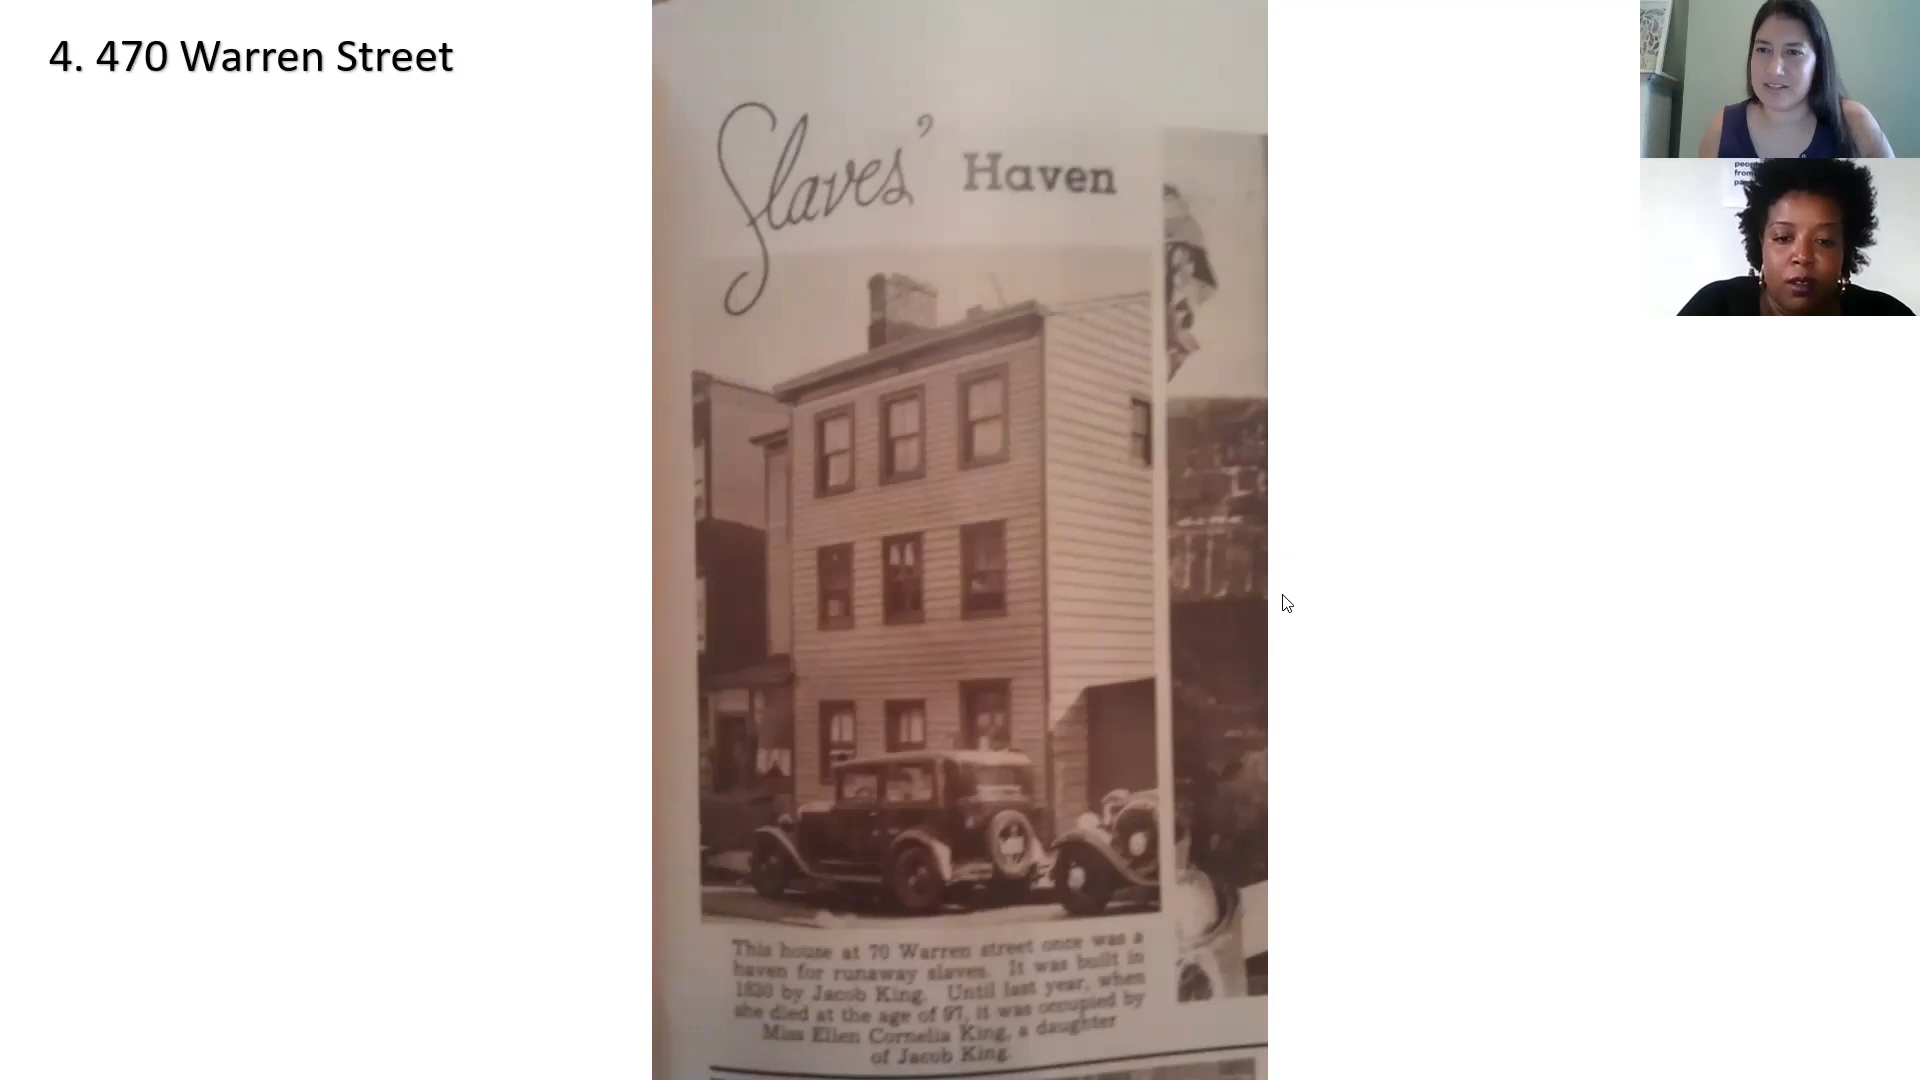 4. 470 Warren Street
Slaves' Haven
This house at 70 Warren street once was a
haven for runaway slaves. It was built in
1830 by Jacob King. Until last year, when
she died at the age of 97, it was occupied by
Miss Ellen Cornelia King, a daughter
of Jacob King.
people
from